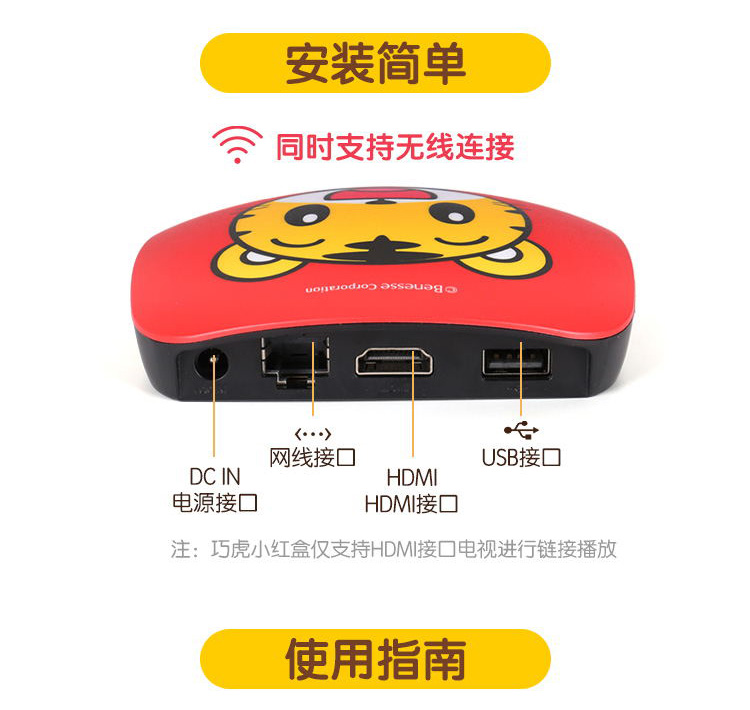 安装简单
同时支持无线连接
©Benesse Corporation
DC IN
电源接口
网线接口
HDMI
HDMI接口
USB接口
注：巧虎小红盒仅支持HDMI接口电视进行链接播放
使用指南